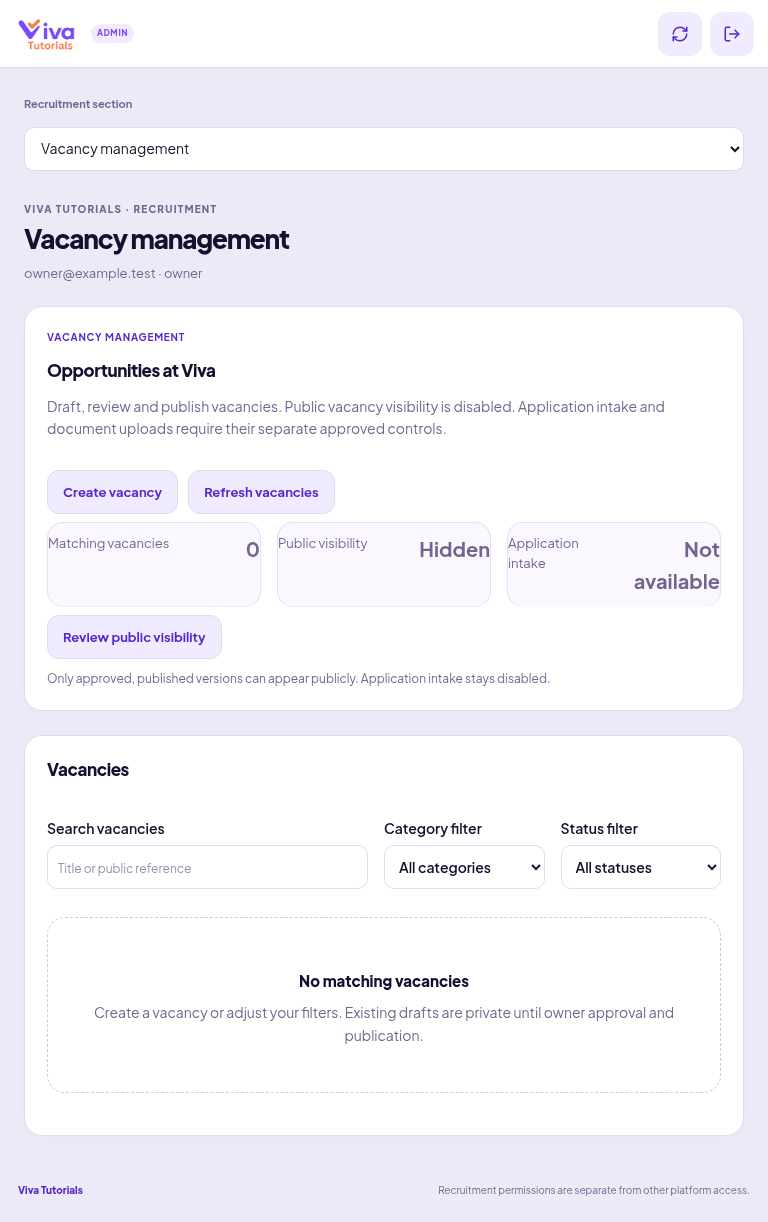 Viva
Tutorials
ADMIN
Recruitment section
Vacancy management
VIVA TUTORIALS · RECRUITMENT
Vacancy management
owner@example.test · owner
VACANCY MANAGEMENT
Opportunities at Viva
Draft, review and publish vacancies. Public vacancy visibility is disabled. Application intake and
document uploads require their separate approved controls.
Create vacancy
Refresh vacancies
Matching vacancies
0
Public visibility
Hidden
Application
intake
Not
available
Review public visibility
Only approved, published versions can appear publicly. Application intake stays disabled.
Vacancies
Search vacancies
Category filter
Status filter
Title or public reference
All categories
All statuses
No matching vacancies
Create a vacancy or adjust your filters. Existing drafts are private until owner approval and
publication.
Viva Tutorials
Recruitment permissions are separate from other platform access.